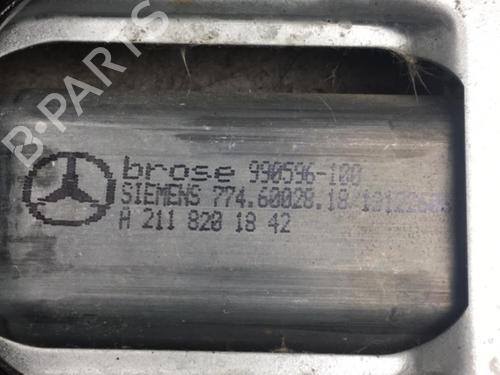 B-PARTS
brose 990596-100
SIEMENS 774.60028.18/
A 211 820 18 42